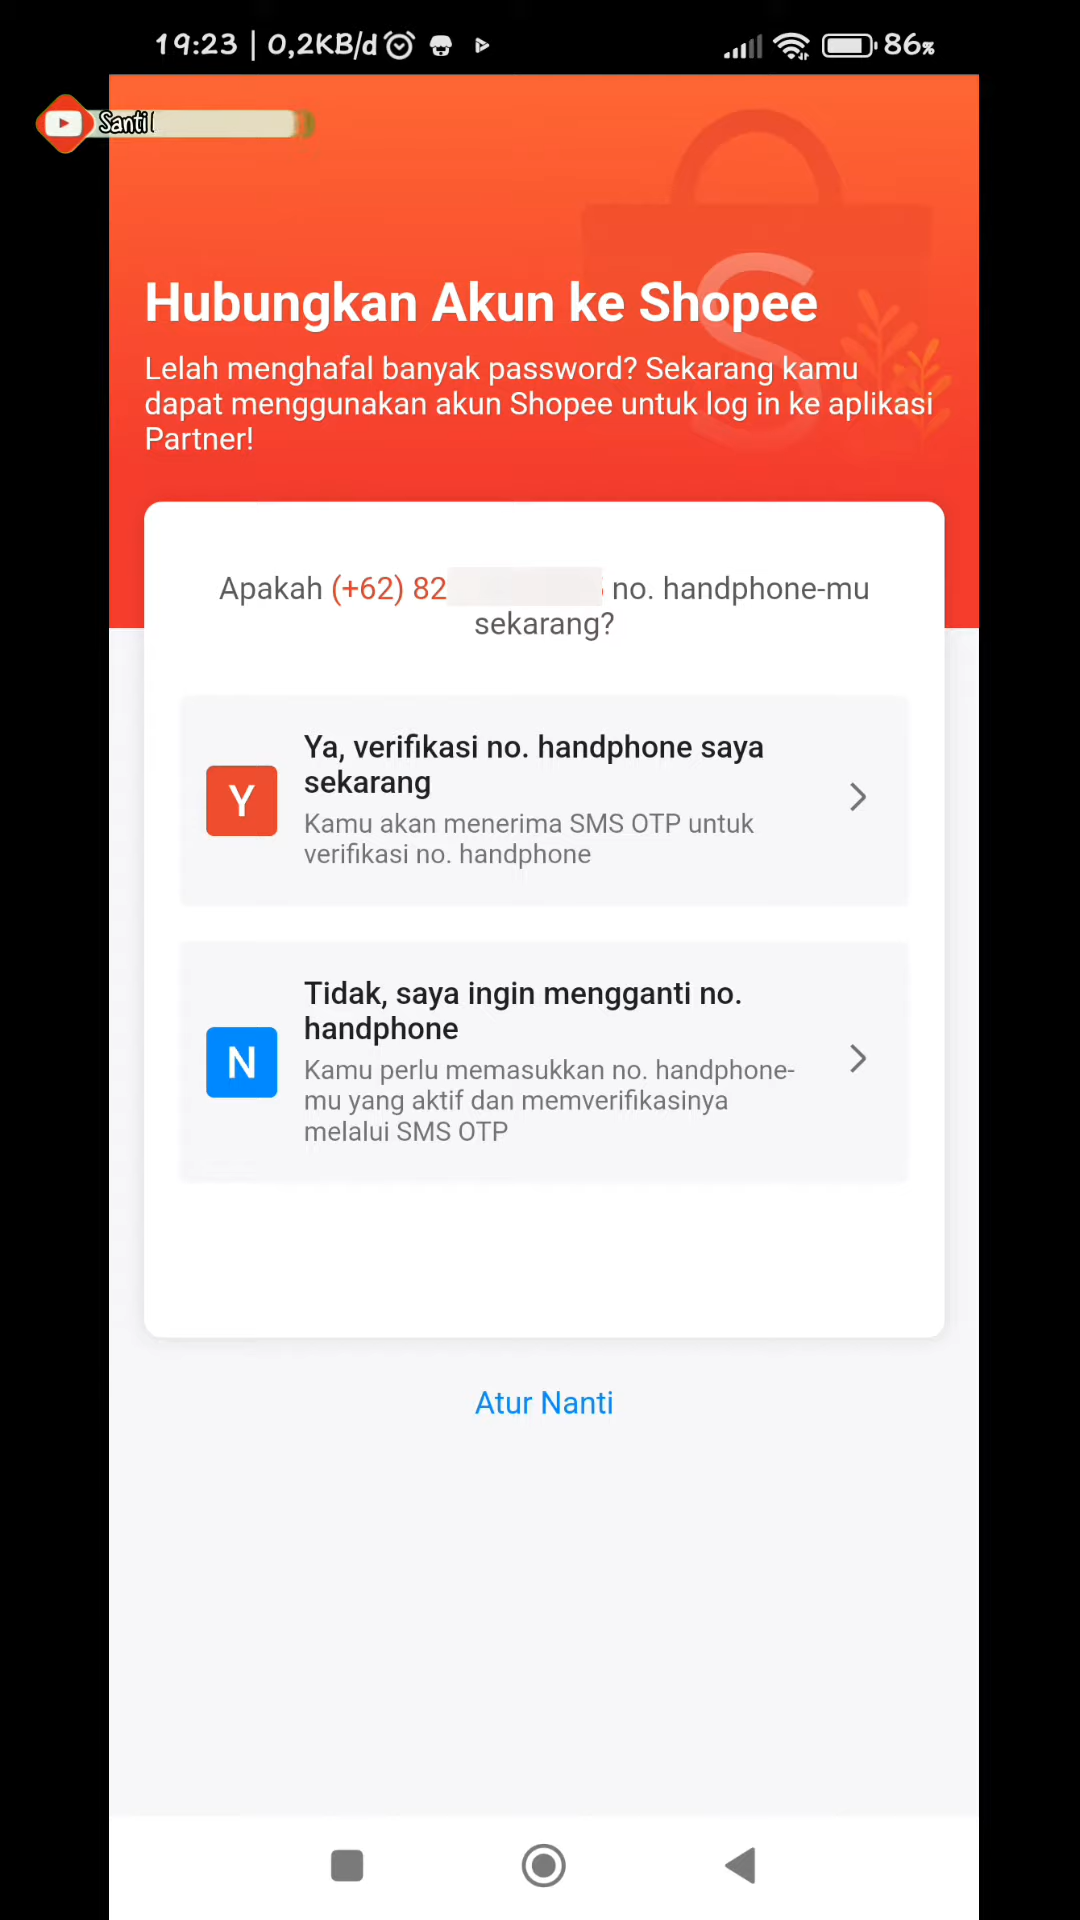 19:23 | 0,2KB/d
86%
Santi
Hubungkan Akun ke Shopee
Lelah menghafal banyak password? Sekarang kamu
dapat menggunakan akun Shopee untuk log in ke aplikasi
Partner!
Apakah (+62) 82 no. handphone-mu
sekarang?
Y
Ya, verifikasi no. handphone saya
sekarang
Kamu akan menerima SMS OTP untuk
verifikasi no. handphone
N
Tidak, saya ingin mengganti no.
handphone
Kamu perlu memasukkan no. handphone-
mu yang aktif dan memverifikasinya
melalui SMS OTP
Atur Nanti